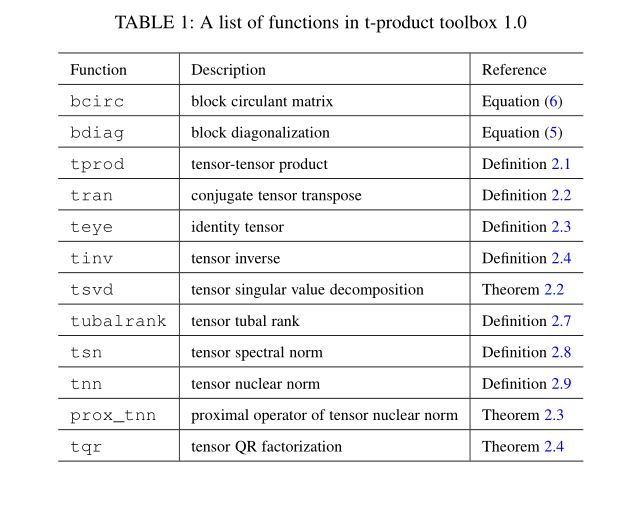 TABLE 1: A list of functions in t-product toolbox 1.0
Function Description Reference
bcirc block circulant matrix Equation (6)
bdiag block diagonalization Equation (5)
tprod tensor-tensor product Definition 2.1
tran conjugate tensor transpose Definition 2.2
teye identity tensor Definition 2.3
tinv tensor inverse Definition 2.4
tsvd tensor singular value decomposition Theorem 2.2
tubalrank tensor tubal rank Definition 2.7
tsn tensor spectral norm Definition 2.8
tnn tensor nuclear norm Definition 2.9
prox_tnn proximal operator of tensor nuclear norm Theorem 2.3
tqr tensor QR factorization Theorem 2.4